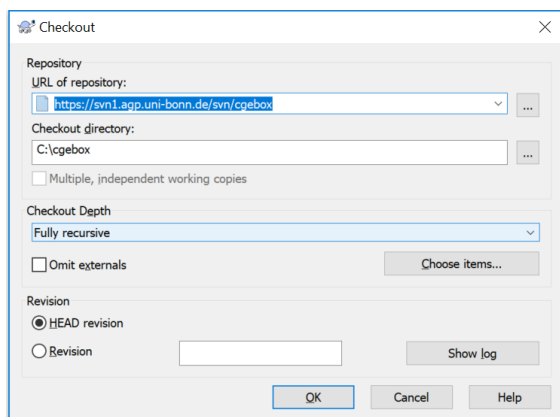 Checkout
Repository
URL of repository:
https://svn1.agp.uni-bonn.de/svn/cgebox
...
Checkout directory:
C:\cgebox
...
Multiple, independent working copies
Checkout Depth
Fully recursive
Omit externals
Choose items...
Revision
HEAD revision
Revision
Show log
OK Cancel Help